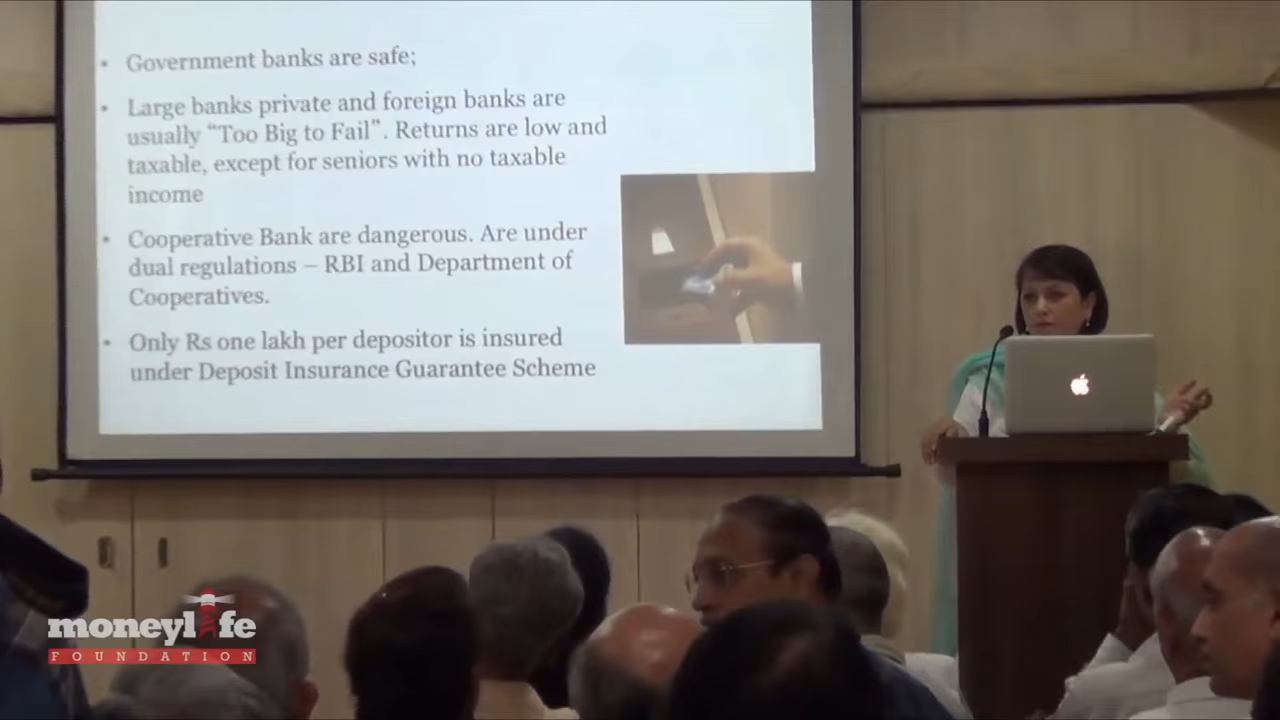 Government banks are safe;
Large banks private and foreign banks are
usually “Too Big to Fail”. Returns are low and
taxable, except for seniors with no taxable
income
Cooperative Bank are dangerous. Are under
dual regulations – RBI and Department of
Cooperatives.
Only Rs one lakh per depositor is insured
under Deposit Insurance Guarantee Scheme
moneylife
FOUNDATION